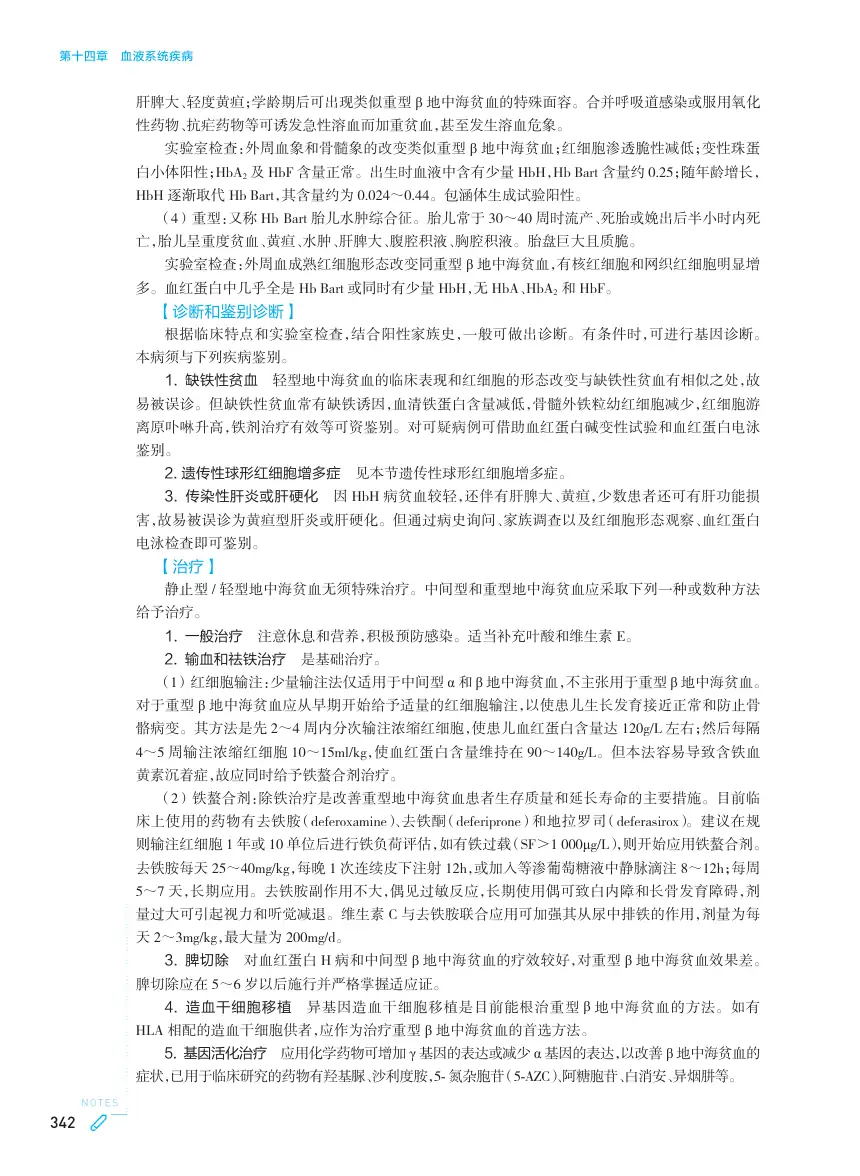 第十四章 血液系统疾病
肝脾大、轻度黄疸；学龄期后可出现类似重型 β 地中海贫血的特殊面容。合并呼吸道感染或服用氧化
性药物、抗疟药物等可诱发急性溶血而加重贫血，甚至发生溶血危象。
实验室检查：外周血象和骨髓象的改变类似重型 β 地中海贫血；红细胞渗透脆性减低；变性珠蛋
白小体阳性；HbA₂ 及 HbF 含量正常。出生时血液中含有少量 HbH，Hb Bart 含量约 0.25；随年龄增长，
HbH 逐渐取代 Hb Bart，其含量约为 0.024～0.44。包涵体生成试验阳性。
（4）重型：又称 Hb Bart 胎儿水肿综合征。胎儿常于 30～40 周时流产、死胎或娩出后半小时内死
亡，胎儿呈重度贫血、黄疸、水肿、肝脾大、腹腔积液、胸腔积液。胎盘巨大且质脆。
实验室检查：外周血成熟红细胞形态改变同重型 β 地中海贫血，有核红细胞和网织红细胞明显增
多。血红蛋白中几乎全是 Hb Bart 或同时有少量 HbH，无 HbA、HbA₂ 和 HbF。
【诊断和鉴别诊断】
根据临床特点和实验室检查，结合阳性家族史，一般可做出诊断。有条件时，可进行基因诊断。
本病须与下列疾病鉴别。
1. 缺铁性贫血 轻型地中海贫血的临床表现和红细胞的形态改变与缺铁性贫血有相似之处，故
易被误诊。但缺铁性贫血常有缺铁诱因，血清铁蛋白含量减低，骨髓外铁粒幼红细胞减少，红细胞游
离原卟啉升高，铁剂治疗有效等可资鉴别。对可疑病例可借助血红蛋白碱变性试验和血红蛋白电泳
鉴别。
2. 遗传性球形红细胞增多症 见本节遗传性球形红细胞增多症。
3. 传染性肝炎或肝硬化 因 HbH 病贫血较轻，还伴有肝脾大、黄疸，少数患者还可有肝功能损
害，故易被误诊为黄疸型肝炎或肝硬化。但通过病史询问、家族调查以及红细胞形态观察、血红蛋白
电泳检查即可鉴别。
【治疗】
静止型 / 轻型地中海贫血无须特殊治疗。中间型和重型地中海贫血应采取下列一种或数种方法
给予治疗。
1. 一般治疗 注意休息和营养，积极预防感染。适当补充叶酸和维生素 E。
2. 输血和祛铁治疗 是基础治疗。
（1）红细胞输注：少量输注法仅适用于中间型 α 和 β 地中海贫血，不主张用于重型 β 地中海贫血。
对于重型 β 地中海贫血应从早期开始给予适量的红细胞输注，以使患儿生长发育接近正常和防止骨
骼病变。其方法是先 2～4 周内分次输注浓缩红细胞，使患儿血红蛋白含量达 120g/L 左右；然后每隔
4～5 周输注浓缩红细胞 10～15ml/kg，使血红蛋白含量维持在 90～140g/L。但本法容易导致含铁血
黄素沉着症，故应同时给予铁螯合剂治疗。
（2）铁螯合剂：除铁治疗是改善重型地中海贫血患者生存质量和延长寿命的主要措施。目前临
床上使用的药物有去铁胺（deferoxamine）、去铁酮（deferiprone）和地拉罗司（deferasirox）。建议在规
则输注红细胞 1 年或 10 单位后进行铁负荷评估，如有铁过载（SF＞1 000μg/L），则开始应用铁螯合剂。
去铁胺每天 25～40mg/kg，每晚 1 次连续皮下注射 12h，或加入等渗葡萄糖液中静脉滴注 8～12h；每周
5～7 天，长期应用。去铁胺副作用不大，偶见过敏反应，长期使用偶可致白内障和长骨发育障碍，剂
量过大可引起视力和听觉减退。维生素 C 与去铁胺联合应用可加强其从尿中排铁的作用，剂量为每
天 2～3mg/kg，最大量为 200mg/d。
3. 脾切除 对血红蛋白 H 病和中间型 β 地中海贫血的疗效较好，对重型 β 地中海贫血效果差。
脾切除应在 5～6 岁以后施行并严格掌握适应证。
4. 造血干细胞移植 异基因造血干细胞移植是目前能根治重型 β 地中海贫血的方法。如有
HLA 相配的造血干细胞供者，应作为治疗重型 β 地中海贫血的首选方法。
5. 基因活化治疗 应用化学药物可增加 γ 基因的表达或减少 α 基因的表达，以改善 β 地中海贫血的
症状，已用于临床研究的药物有羟基脲、沙利度胺，5- 氮杂胞苷（5-AZC）、阿糖胞苷、白消安、异烟肼等。
NOTES
342